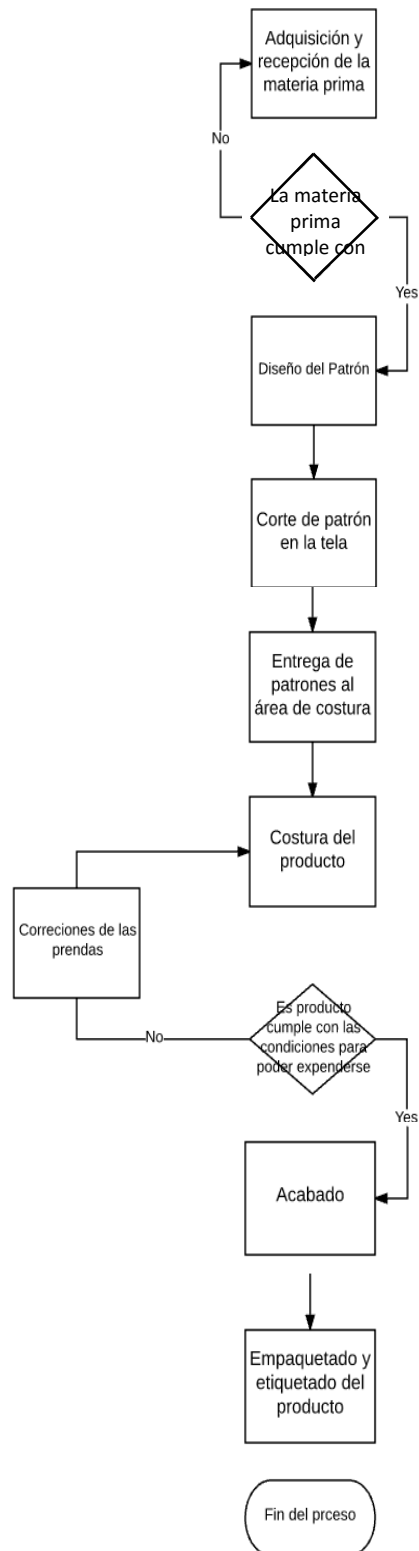 Adquisición y
recepción de la
materia prima
No
La materia
prima
cumple con
Yes
Diseño del Patrón
Corte de patrón
en la tela
Entrega de
patrones al
área de costura
Costura del
producto
Correciones de las
prendas
Es producto
cumple con las
condiciones para
poder expenderse
No
Yes
Acabado
Empaquetado y
etiquetado del
producto
Fin del prceso